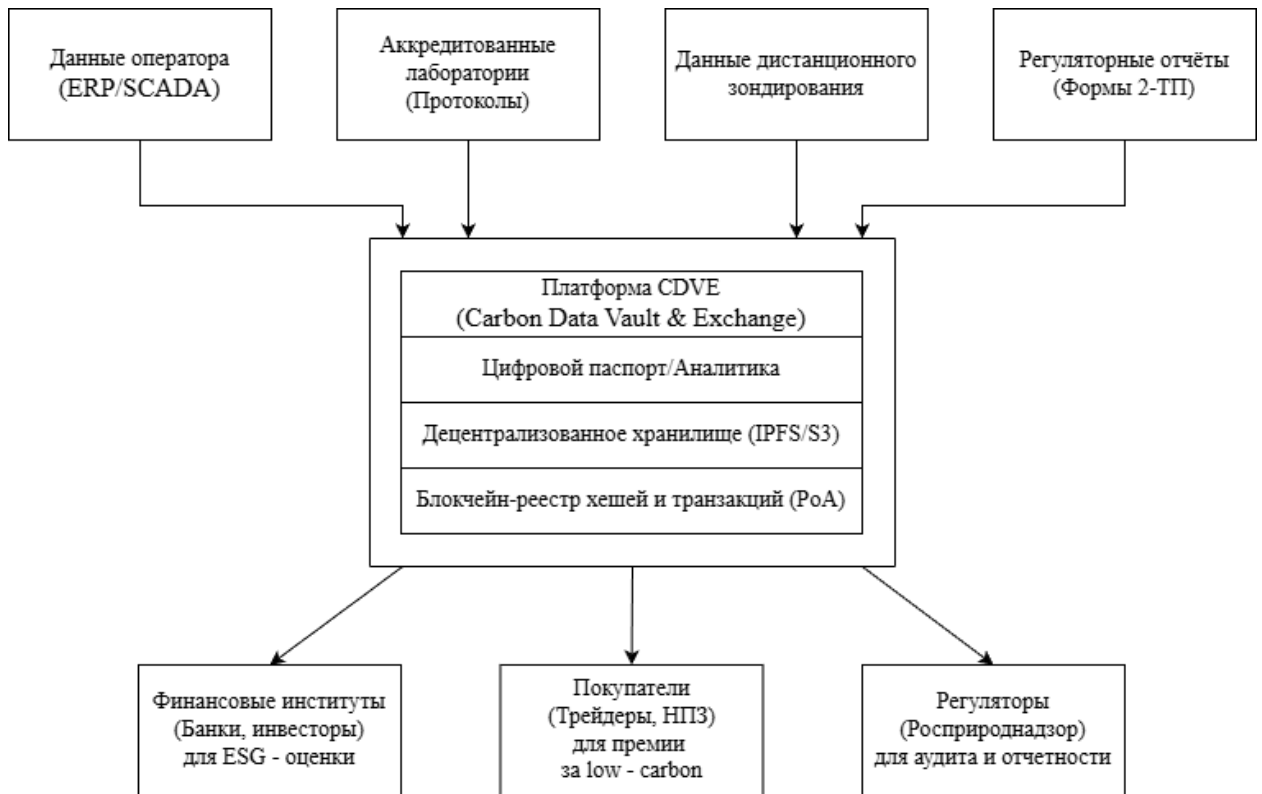 Данные оператора
(ERP/SCADA)
Аккредитованные
лаборатории
(Протоколы)
Данные дистанционного
зондирования
Регуляторные отчёты
(Формы 2-ТП)
Платформа CDVE
(Carbon Data Vault & Exchange)
Цифровой паспорт/Аналитика
Децентрализованное хранилище (IPFS/S3)
Блокчейн-реестр хешей и транзакций (PoA)
Финансовые институты
(Банки, инвесторы)
для ESG - оценки
Покупатели
(Трейдеры, НПЗ)
для премии
за low - carbon
Регуляторы
(Росприроднадзор)
для аудита и отчетности